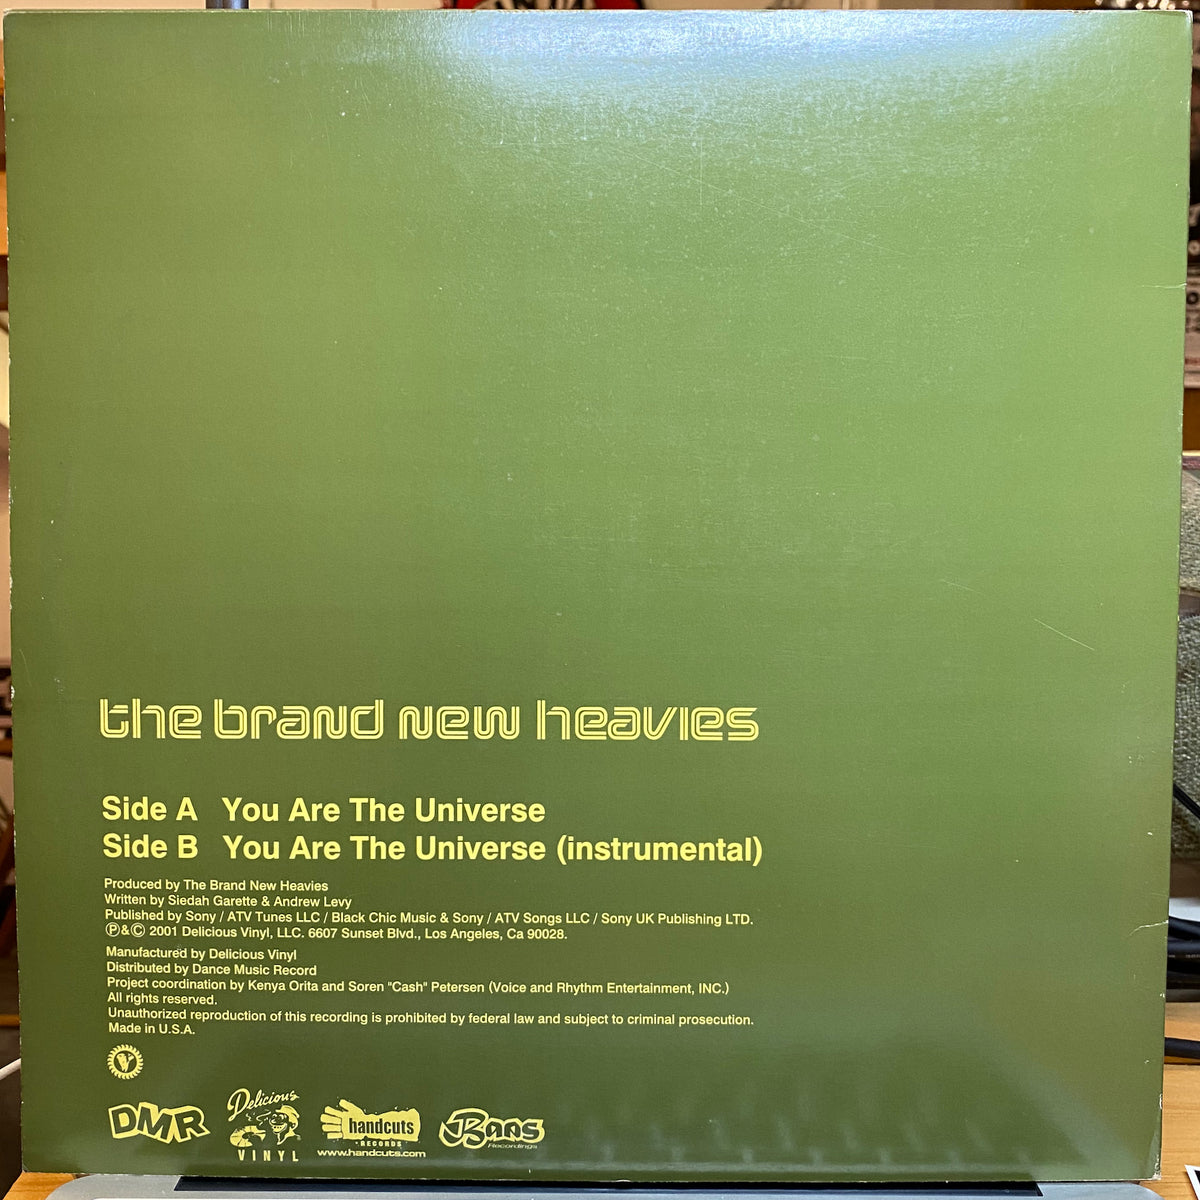 the brand new heavies
Side A You Are The Universe
Side B You Are The Universe (instrumental)
Produced by The Brand New Heavies
Written by Siedah Garette & Andrew Levy
Published by Sony / ATV Tunes LLC / Black Chic Music & Sony / ATV Songs LLC / Sony UK Publishing LTD.
Ⓟ&© 2001 Delicious Vinyl, LLC. 6607 Sunset Blvd., Los Angeles, Ca 90028.
Manufactured by Delicious Vinyl
Distributed by Dance Music Record
Project coordination by Kenya Orita and Soren "Cash" Petersen (Voice and Rhythm Entertainment, INC.)
All rights reserved.
Unauthorized reproduction of this recording is prohibited by federal law and subject to criminal prosecution.
Made in U.S.A.
DMR
Delicious
VINYL
handcuts
RECORDS
www.handcuts.com
Baas
Recordings